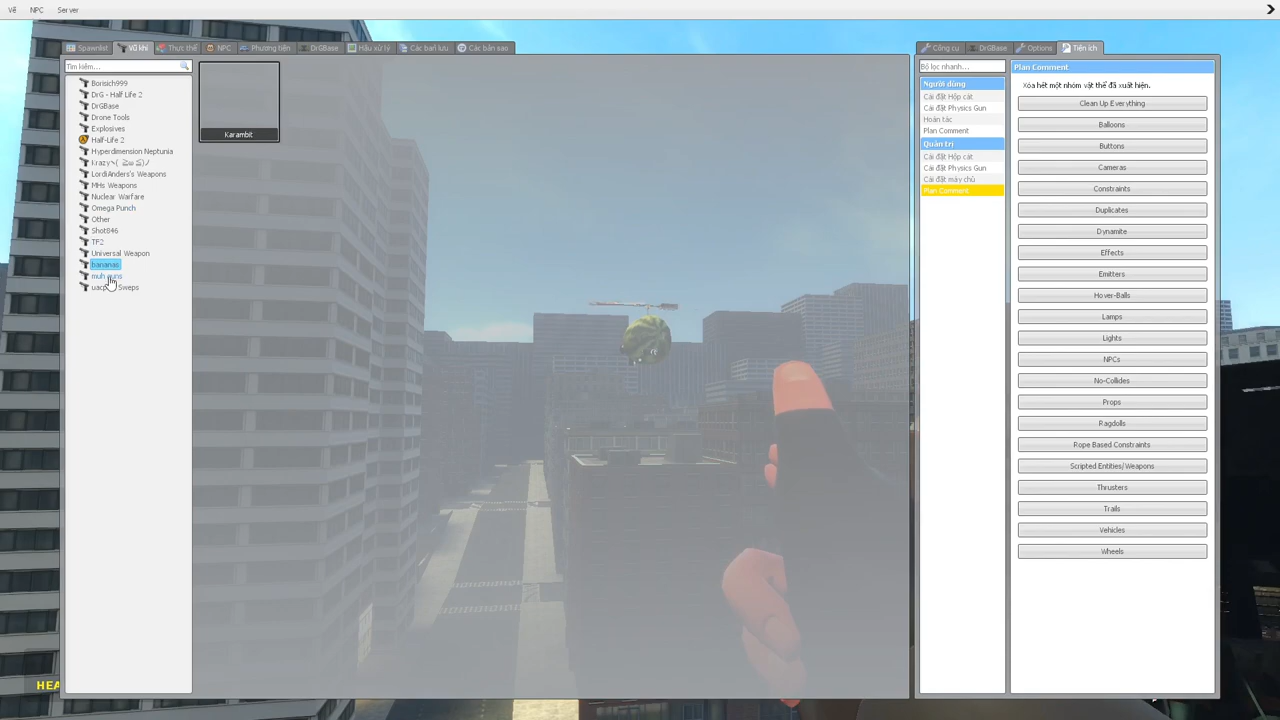 Vẽ NPC Server
Spawnlist Vũ khí Thực thể NPC Phương tiện DrGBase Hậu xử lý Các bản lưu Các bản sao
Tìm kiếm...
Borisich999
DrG - Half Life 2
DrGBase
Drone Tools
Explosives
Half-Life 2
Hyperdimension Neptunia
LordiAnders's Weapons
MHs Weapons
Nuclear Warfare
Omega Punch
Other
Shot846
TF2
Universal Weapon
bananas
muh guns
Sweps
Karambit
HEA
Công cụ DrGBase Options Tiện ích
Bộ lọc nhanh...
Người dùng
Cài đặt Hộp cát
Cài đặt Physics Gun
Hoàn tác
Plan Comment
Quản trị
Cài đặt Hộp cát
Cài đặt Physics Gun
Cài đặt máy chủ
Plan Comment
Plan Comment
Xóa hết một nhóm vật thể đã xuất hiện.
Clean Up Everything
Balloons
Buttons
Cameras
Constraints
Duplicates
Dynamite
Effects
Emitters
Hover-Balls
Lamps
Lights
NPCs
No-Collides
Props
Ragdolls
Rope Based Constraints
Scripted Entities/Weapons
Thrusters
Trails
Vehicles
Wheels